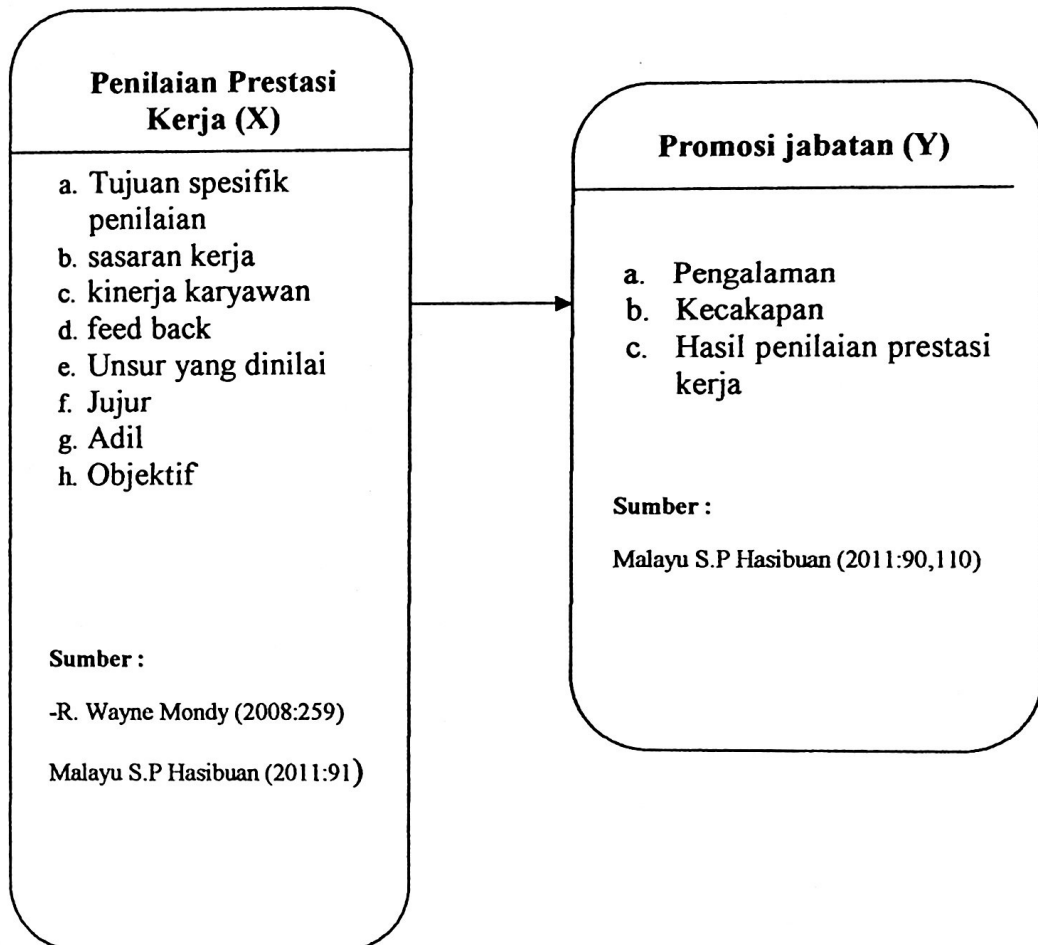 Penilaian Prestasi
Kerja (X)
a. Tujuan spesifik
penilaian
b. sasaran kerja
c. kinerja karyawan
d. feed back
e. Unsur yang dinilai
f. Jujur
g. Adil
h. Objektif
Sumber :
-R. Wayne Mondy (2008:259)
Malayu S.P Hasibuan (2011:91)
Promosi jabatan (Y)
a. Pengalaman
b. Kecakapan
c. Hasil penilaian prestasi
kerja
Sumber :
Malayu S.P Hasibuan (2011:90,110)